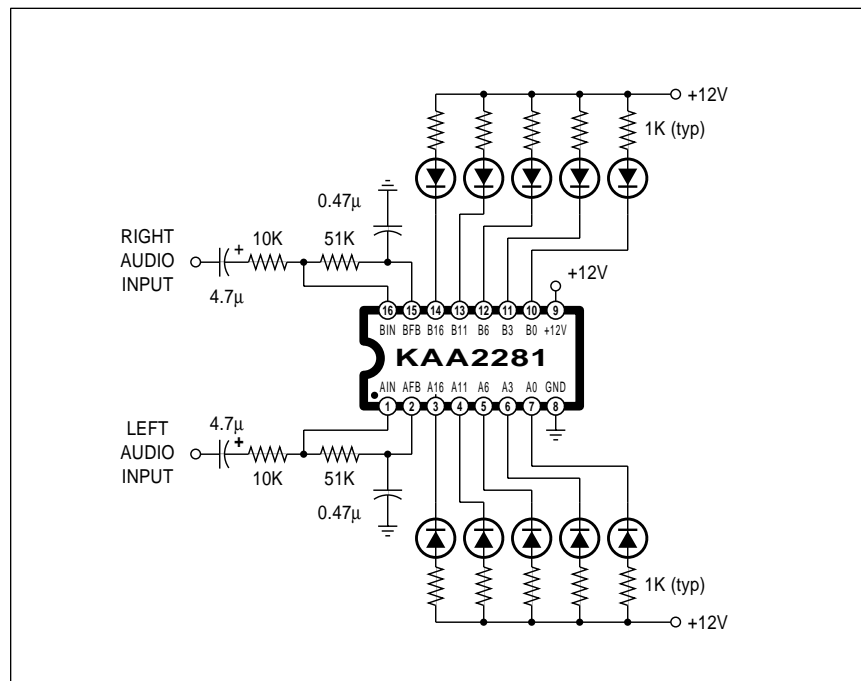 +12V
1K (typ)
0.47µ
RIGHT
AUDIO
INPUT
10K
51K
+
4.7µ
+12V
16 15 14 13 12 11 10 9
BIN BFB B16 B11 B6 B3 B0 +12V
KAA2281
AIN AFB A16 A11 A6 A3 A0 GND
1 2 3 4 5 6 7 8
4.7µ
+
LEFT
AUDIO
INPUT
10K
51K
0.47µ
1K (typ)
+12V